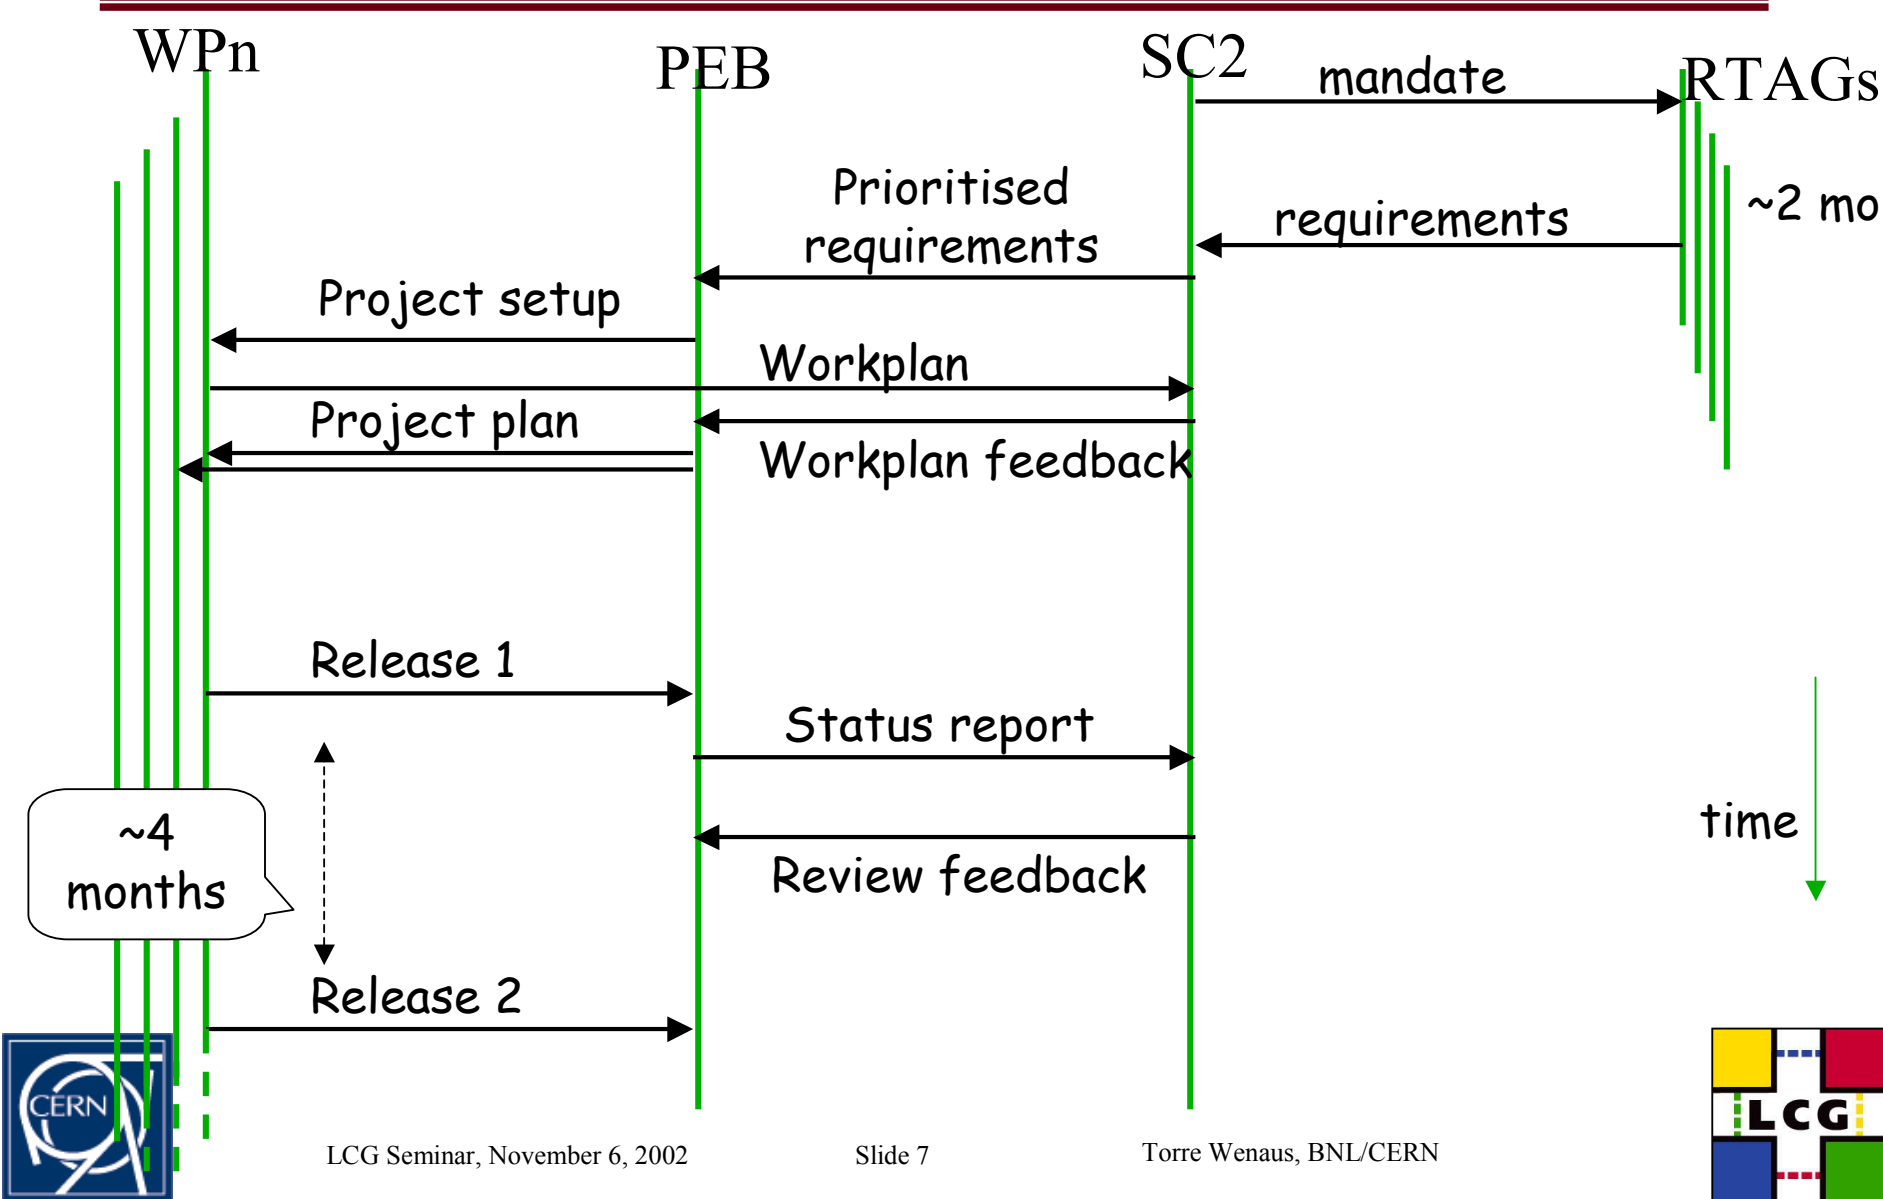 WPn
PEB
SC2
RTAGs
mandate
Prioritised
requirements
requirements
~2 mo
Project setup
Workplan
Project plan
Workplan feedback
Release 1
Status report
~4
months
time
Review feedback
Release 2
CERN
LCG
LCG Seminar, November 6, 2002
Slide 7
Torre Wenaus, BNL/CERN